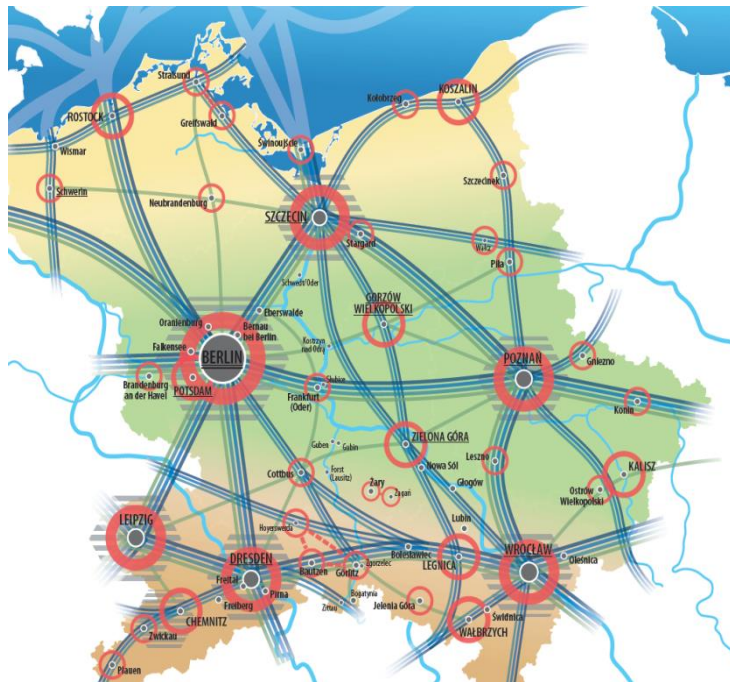 Stralsund
ROSTOCK
Greifswald
Kołobrzeg
KOSZALIN
Wismar
Świnoujście
Schwerin
Neubrandenburg
Szczecinek
SZCZECIN
Stargard
Wałcz
Piła
Schwedt/Oder
Oranienburg
Eberswalde
Bernau
bei Berlin
GORZÓW
WIELKOPOLSKI
Kostrzyn
nad Odrą
Falkensee
BERLIN
POTSDAM
Brandenburg
an der Havel
Słubice
Frankfurt
(Oder)
POZNAŃ
Gniezno
Konin
Guben
Gubin
ZIELONA GÓRA
Nowa Sól
Leszno
KALISZ
Cottbus
Forst
(Lausitz)
Żary
Żagań
Głogów
Ostrów
Wielkopolski
LEIPZIG
Hoyerswerda
Lubin
DRESDEN
Bautzen
Görlitz
Zgorzelec
Bolesławiec
LEGNICA
WROCŁAW
Oleśnica
Freital
Freiberg
Pirna
Zittau
Bogatynia
Jelenia Góra
Świdnica
WAŁBRZYCH
CHEMNITZ
Zwickau
Plauen